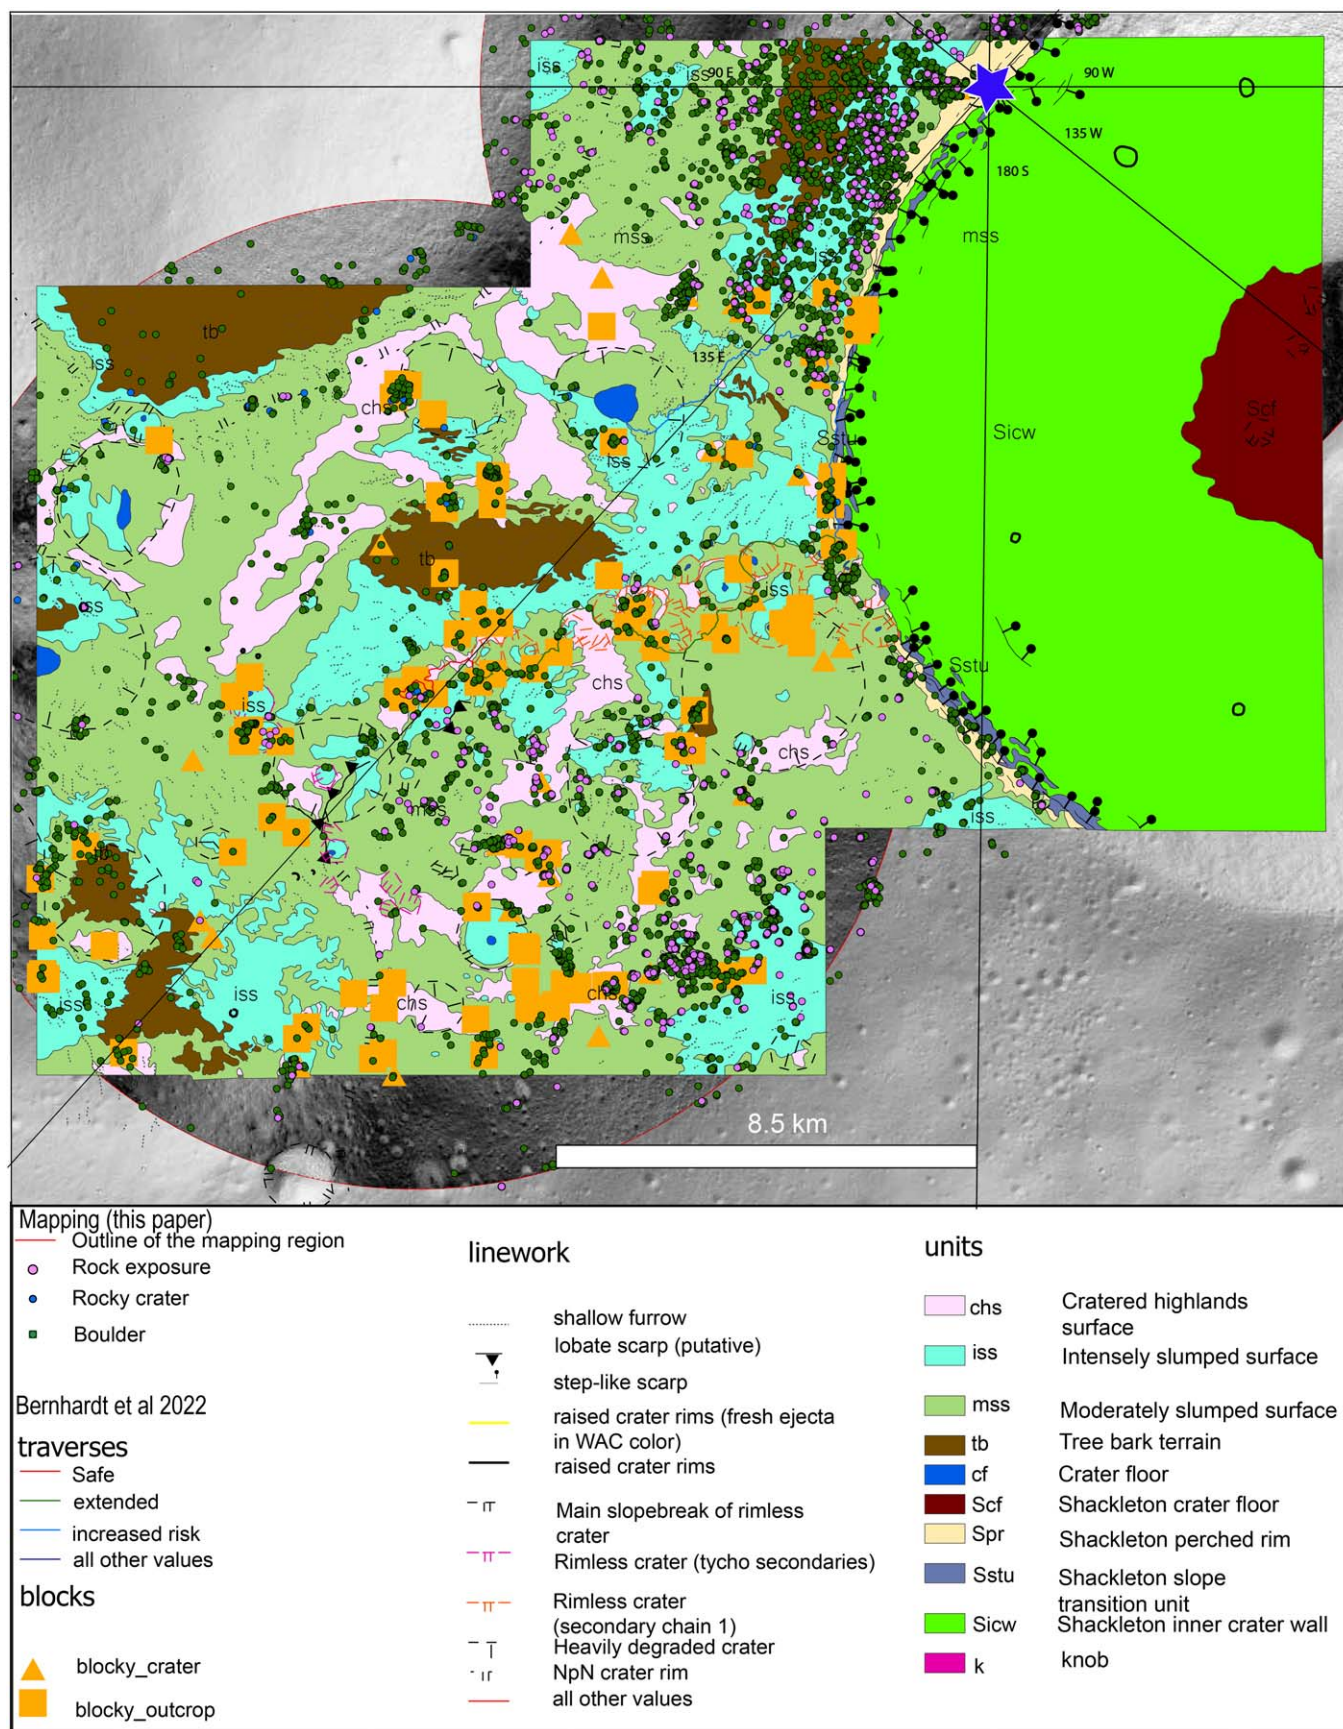 iss
iss
90 E
90 W
135 W
180 S
mss
mss
iss
tb
iss
135 E
chs
Scf
Sstu
Sicw
iss
tb
iss
iss
Sstu
chs
iss
chs
mss
iss
tb
iss
iss
chs
chs
iss
8.5 km
Mapping (this paper)
Outline of the mapping region
Rock exposure
Rocky crater
Boulder
Bernhardt et al 2022
traverses
Safe
extended
increased risk
all other values
blocks
blocky_crater
blocky_outcrop
linework
shallow furrow
lobate scarp (putative)
step-like scarp
raised crater rims (fresh ejecta
in WAC color)
raised crater rims
Main slopebreak of rimless
crater
Rimless crater (tycho secondaries)
Rimless crater
(secondary chain 1)
Heavily degraded crater
NpN crater rim
all other values
units
chs Cratered highlands
surface
iss Intensely slumped surface
mss Moderately slumped surface
tb Tree bark terrain
cf Crater floor
Scf Shackleton crater floor
Spr Shackleton perched rim
Sstu Shackleton slope
transition unit
Sicw Shackleton inner crater wall
k knob